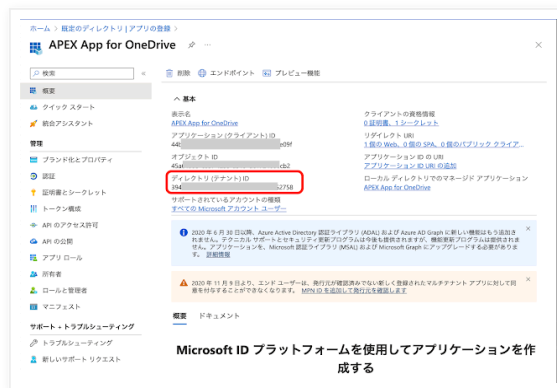 ホーム > 既定のディレクトリ | アプリの登録 >
APEX App for OneDrive
検索
削除 エンドポイント プレビュー機能
概要
クイック スタート
統合アシスタント
管理
ブランド化とプロパティ
認証
証明書とシークレット
トークン構成
API のアクセス許可
API の公開
アプリ ロール
所有者
ロールと管理者
マニフェスト
サポート + トラブルシューティング
トラブルシューティング
新しいサポート リクエスト
基本
表示名
APEX App for OneDrive
アプリケーション (クライアント) ID
44b e09f
オブジェクト ID
45a cb2
ディレクトリ (テナント) ID
394 2758
サポートされているアカウントの種類
すべての Microsoft アカウント ユーザー
クライアントの資格情報
0 証明書、1 シークレット
リダイレクト URI
1 個の Web、0 個の SPA、0 個のパブリック クライア...
アプリケーション ID の URI
アプリケーション ID URI の追加
ローカル ディレクトリでのマネージド アプリケーション
APEX App for OneDrive
2020 年 6 月 30 日以降、Azure Active Directory 認証ライブラリ (ADAL) および Azure AD Graph に新しい機能はもう追加さ
れません。テクニカル サポートとセキュリティ更新プログラムは今後も提供されますが、機能更新プログラムは提供されま
せん。アプリケーションを、Microsoft 認証ライブラリ (MSAL) および Microsoft Graph にアップグレードする必要がありま
す。 詳細情報
2020 年 11 月 9 日より、エンド ユーザーは、発行元が確認済みでない新しく登録されたマルチテナント アプリに対して同
意を付与することができなくなります。 MPN ID を追加して発行元を確認します
概要 ドキュメント
Microsoft ID プラットフォームを使用してアプリケーションを作
成する